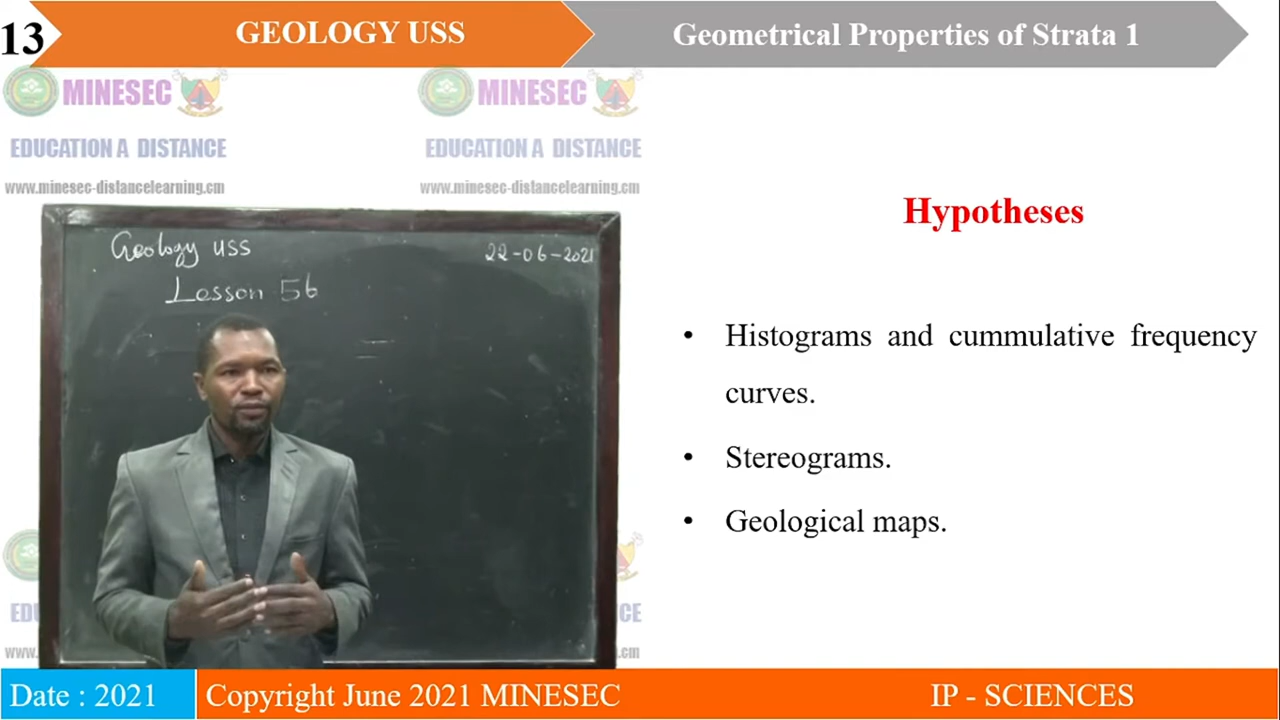 13
GEOLOGY USS
Geometrical Properties of Strata 1
MINESEC
MINESEC
EDUCATION A DISTANCE
EDUCATION A DISTANCE
www.minesec-distancelearning.cm
www.minesec-distancelearning.cm
Geology USS
22-06-2021
Lesson 56
Hypotheses
• Histograms and cummulative frequency
curves.
• Stereograms.
• Geological maps.
Date : 2021
Copyright June 2021 MINESEC
IP - SCIENCES